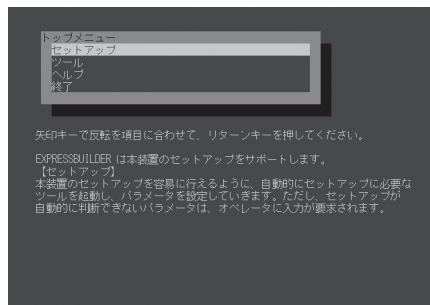 トップメニュー
セットアップ
ツール
ヘルプ
終了
矢印キーで反転を項目に合わせて、リターンキーを押してください。
EXPRESSBUILDER は本装置のセットアップをサポートします。
【セットアップ】
本装置のセットアップを容易に行えるように、自動的にセットアップに必要な
ツールを起動し、パラメータを設定していきます。ただし、セットアップが
自動的に判断できないパラメータは、オペレータに入力が要求されます。